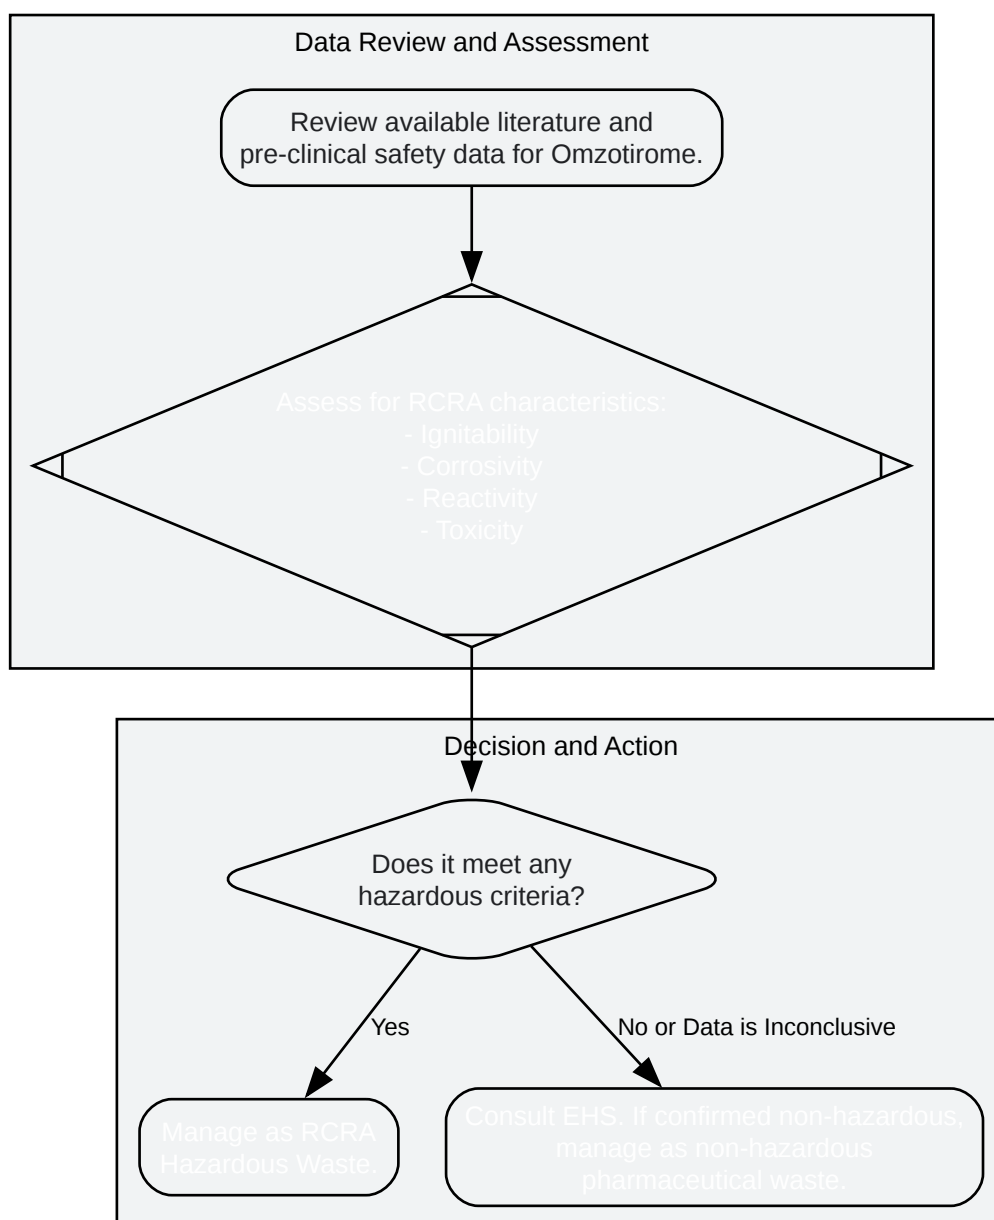 Data Review and Assessment
Review available literature and
pre-clinical safety data for Omzotirome.
Assess for RCRA characteristics:
- Ignitability
- Corrosivity
- Reactivity
- Toxicity
Decision and Action
Does it meet any
hazardous criteria?
Yes
No or Data is Inconclusive
Manage as RCRA
Hazardous Waste.
Consult EHS. If confirmed non-hazardous,
manage as non-hazardous
pharmaceutical waste.